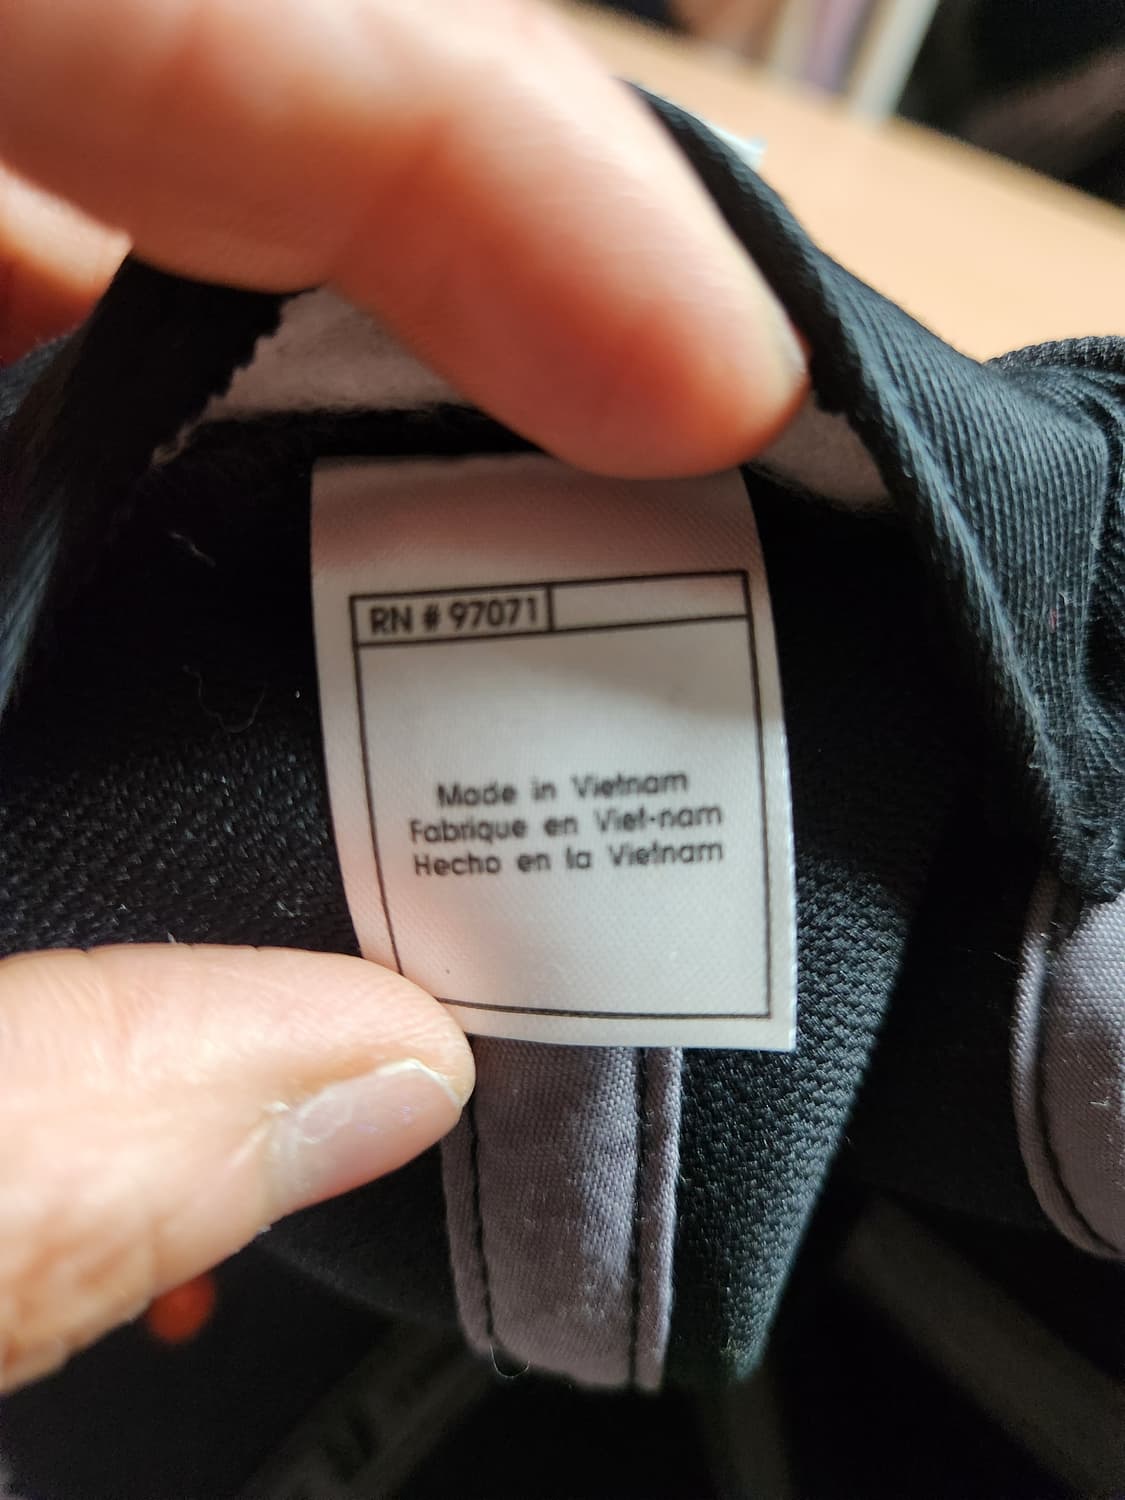 RN # 97071
Made in Vietnam
Fabrique en Viet-nam
Hecho en la Vietnam